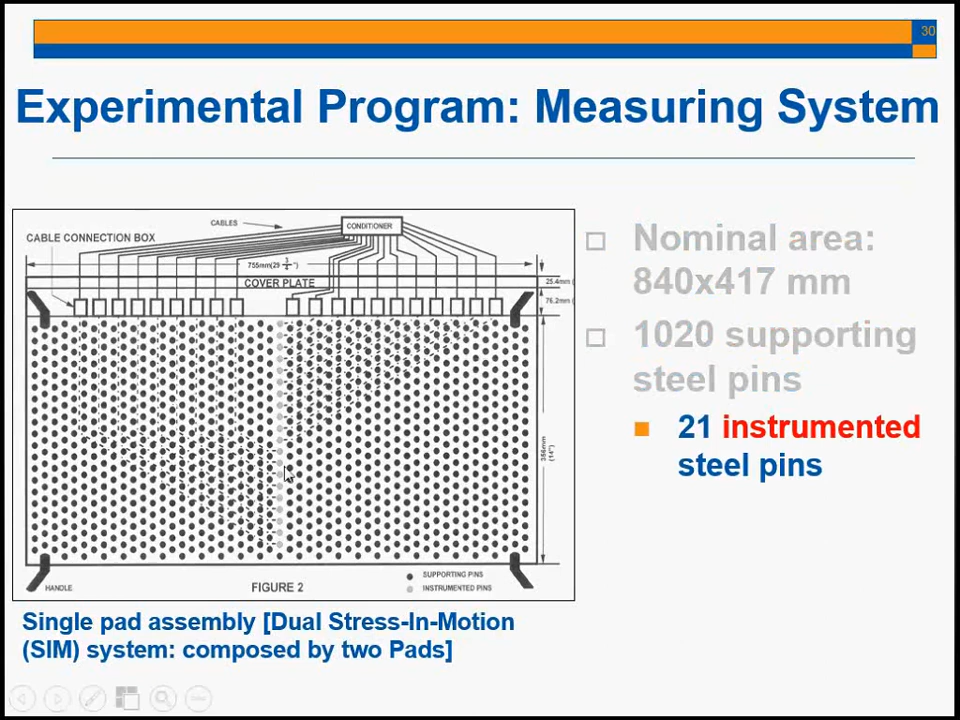 30
Experimental Program: Measuring System
CABLES
CONDITIONER
CABLE CONNECTION BOX
755mm(29 3/4")
COVER PLATE
25.4mm
76.2mm
356mm
(14")
HANDLE
FIGURE 2
SUPPORTING PINS
INSTRUMENTED PINS
Nominal area:
840x417 mm
1020 supporting
steel pins
21 instrumented
steel pins
Single pad assembly [Dual Stress-In-Motion
(SIM) system: composed by two Pads]